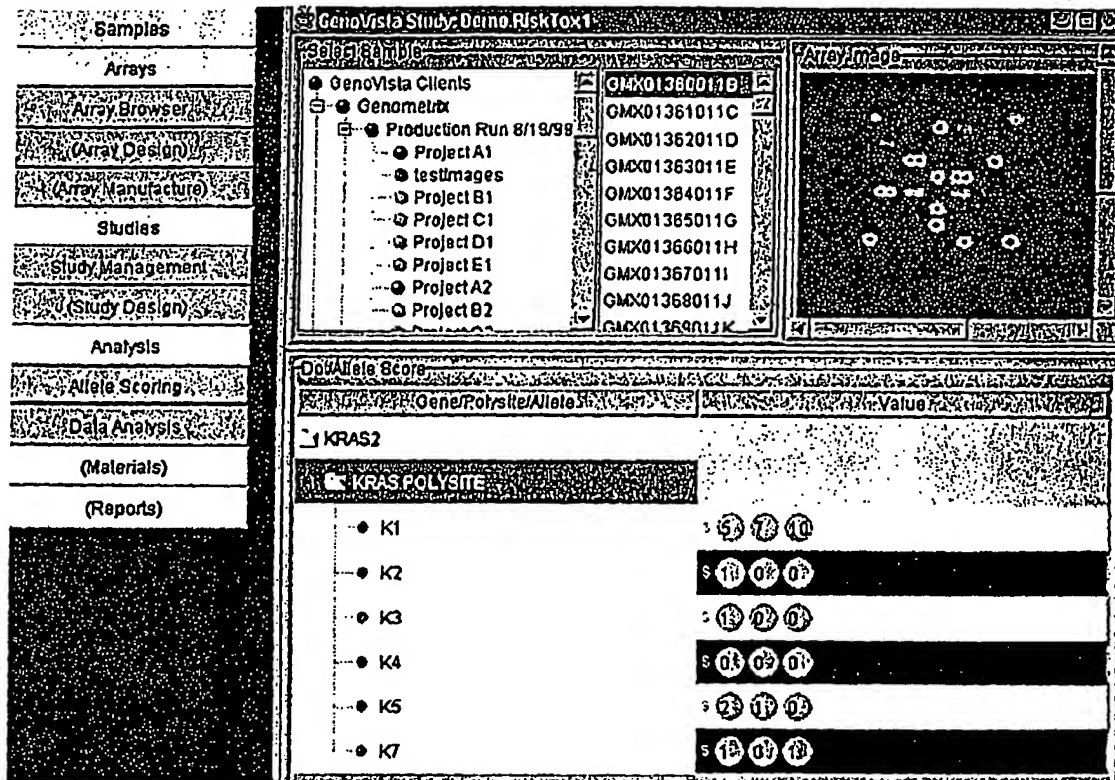 Samples
Arrays
Array Browser
(Array Design)
(Array Manufacture)
Studies
Study Management
(Study Design)
Analysis
Allele Scoring
Data Analysis
(Materials)
(Reports)
GenoVista Study: Demo.RiskTox1
Select Sample
GenoVista Clients
Genometrix
Production Run 8/19/98
Project A1
testimages
Project B1
Project C1
Project D1
Project E1
Project A2
Project B2
GMX01360011B
GMX01361011C
GMX01362011D
GMX01363011E
GMX01364011F
GMX01365011G
GMX01366011H
GMX01367011I
GMX01368011J
GMX01369011K
Array Image
Dot/Allele Score
Gene/Polysite/Allele
Value
KRAS2
KRAS POLYSITE
K1
K2
K3
K4
K5
K7